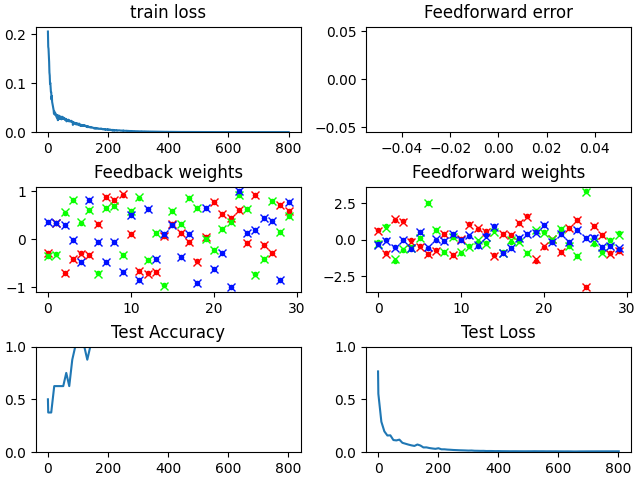 train loss
Feedforward error
0.2
0.1
0.0
0 200 400 600 800
0.05
0.00
−0.05
−0.04 −0.02 0.00 0.02 0.04
Feedback weights
Feedforward weights
1
0
−1
0 10 20 30
2.5
0.0
−2.5
0 10 20 30
Test Accuracy
Test Loss
1.0
0.5
0.0
0 200 400 600 800
1.0
0.5
0.0
0 200 400 600 800